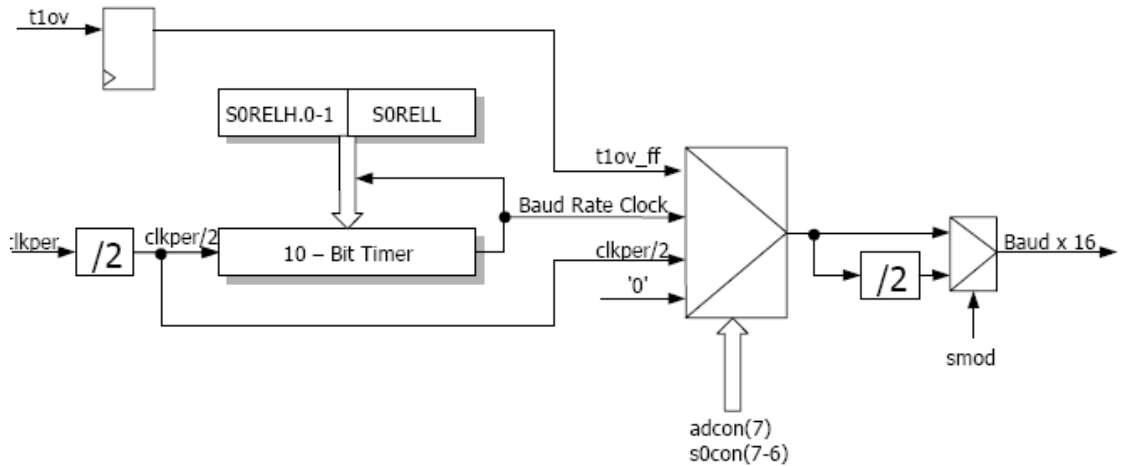 t1ov
S0RELH.0-1 S0RELL
t1ov_ff
Baud Rate Clock
clkper /2 clkper/2 10 – Bit Timer
clkper/2
'0'
/2
Baud x 16
smod
adcon(7)
s0con(7-6)